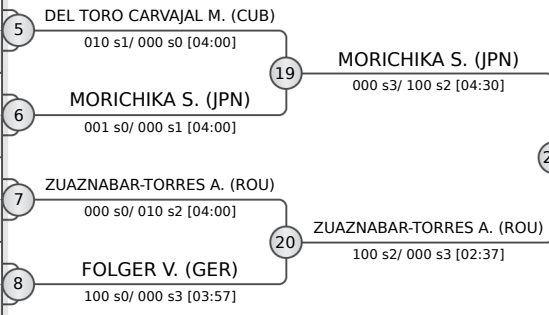 5
DEL TORO CARVAJAL M. (CUB)
010 s1/ 000 s0 [04:00]
19
MORICHIKA S. (JPN)
000 s3/ 100 s2 [04:30]
6
MORICHIKA S. (JPN)
001 s0/ 000 s1 [04:00]
7
ZUAZNABAR-TORRES A. (ROU)
000 s0/ 010 s2 [04:00]
20
ZUAZNABAR-TORRES A. (ROU)
100 s2/ 000 s3 [02:37]
8
FOLGER V. (GER)
100 s0/ 000 s3 [03:57]